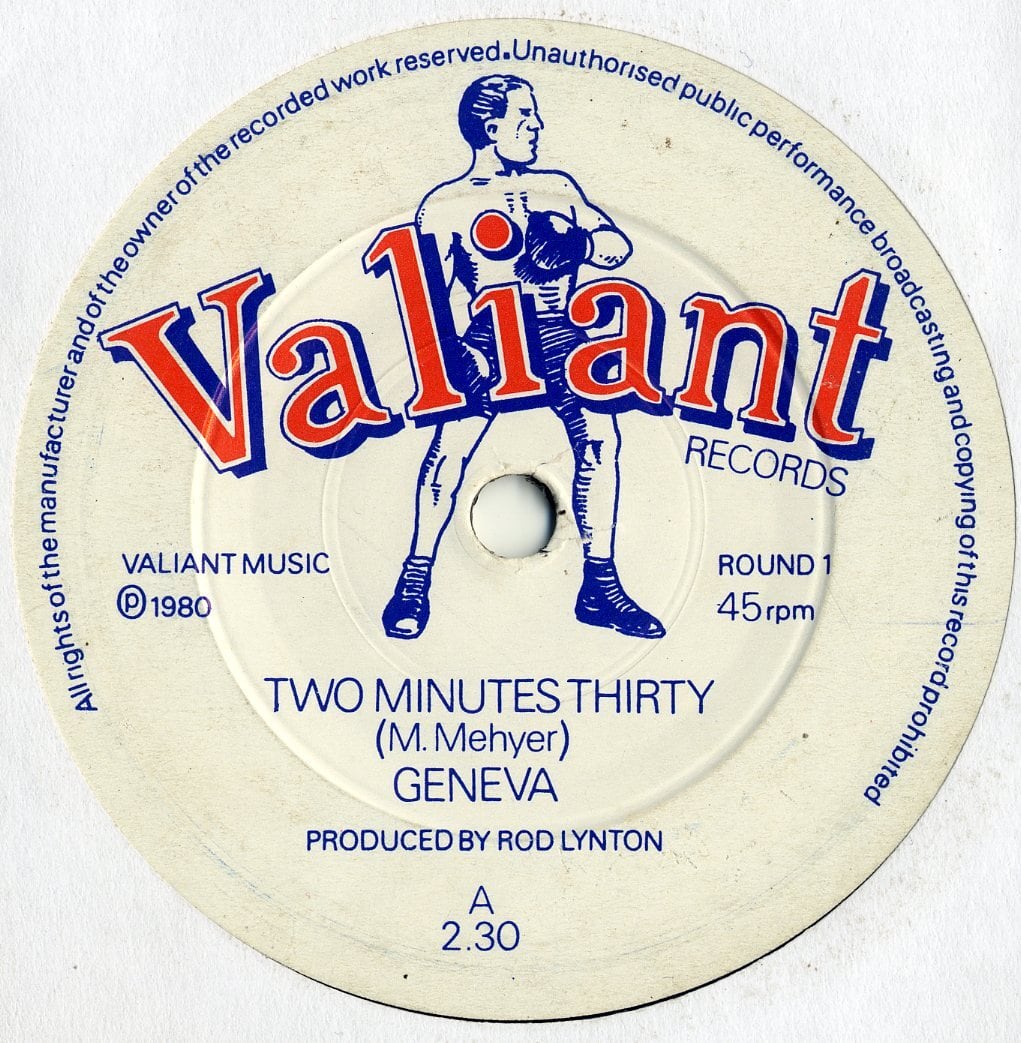 All rights of the manufacturer and of the owner of the recorded work reserved. Unauthorised public performance broadcasting and copying of this record prohibited
Valiant
RECORDS
VALIANT MUSIC
℗ 1980
ROUND 1
45 rpm
TWO MINUTES THIRTY
(M. Mehyer)
GENEVA
PRODUCED BY ROD LYNTON
A
2.30